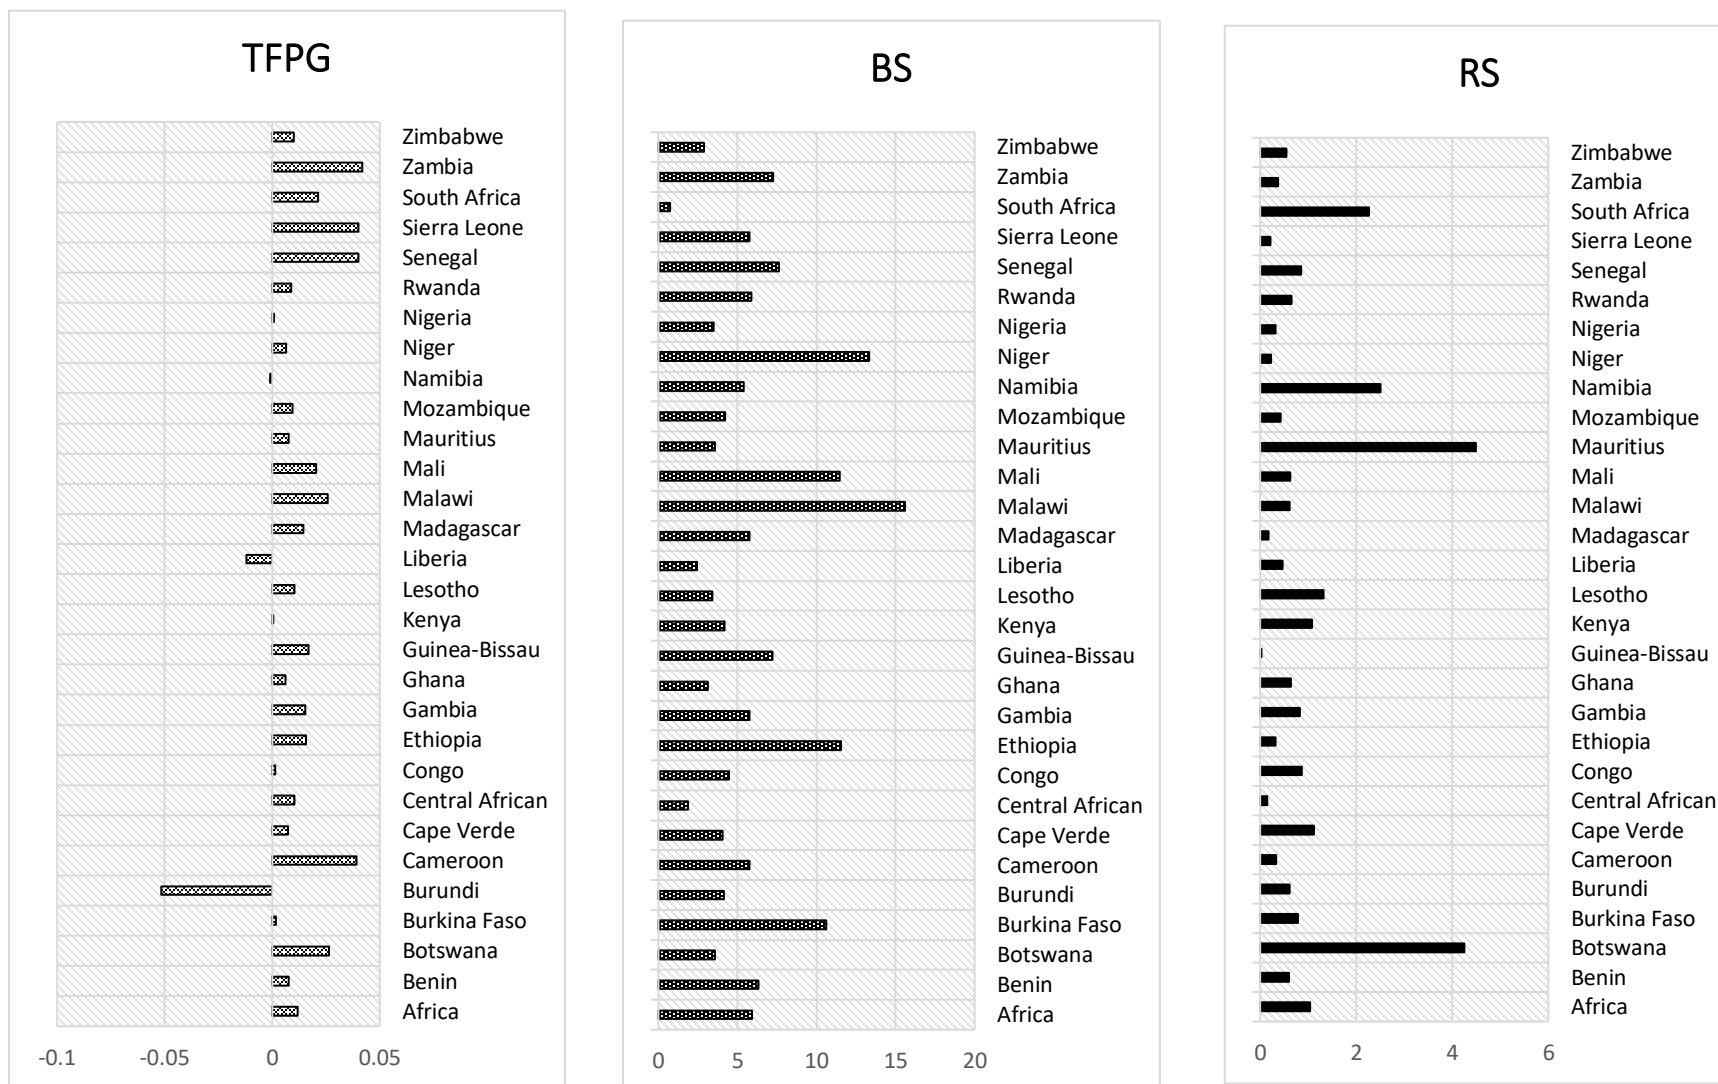 TFPG
Zimbabwe
Zambia
South Africa
Sierra Leone
Senegal
Rwanda
Nigeria
Niger
Namibia
Mozambique
Mauritius
Mali
Malawi
Madagascar
Liberia
Lesotho
Kenya
Guinea-Bissau
Ghana
Gambia
Ethiopia
Congo
Central African
Cape Verde
Cameroon
Burundi
Burkina Faso
Botswana
Benin
Africa
-0.1 -0.05 0 0.05
BS
Zimbabwe
Zambia
South Africa
Sierra Leone
Senegal
Rwanda
Nigeria
Niger
Namibia
Mozambique
Mauritius
Mali
Malawi
Madagascar
Liberia
Lesotho
Kenya
Guinea-Bissau
Ghana
Gambia
Ethiopia
Congo
Central African
Cape Verde
Cameroon
Burundi
Burkina Faso
Botswana
Benin
Africa
0 5 10 15 20
RS
Zimbabwe
Zambia
South Africa
Sierra Leone
Senegal
Rwanda
Nigeria
Niger
Namibia
Mozambique
Mauritius
Mali
Malawi
Madagascar
Liberia
Lesotho
Kenya
Guinea-Bissau
Ghana
Gambia
Ethiopia
Congo
Central African
Cape Verde
Cameroon
Burundi
Burkina Faso
Botswana
Benin
Africa
0 2 4 6